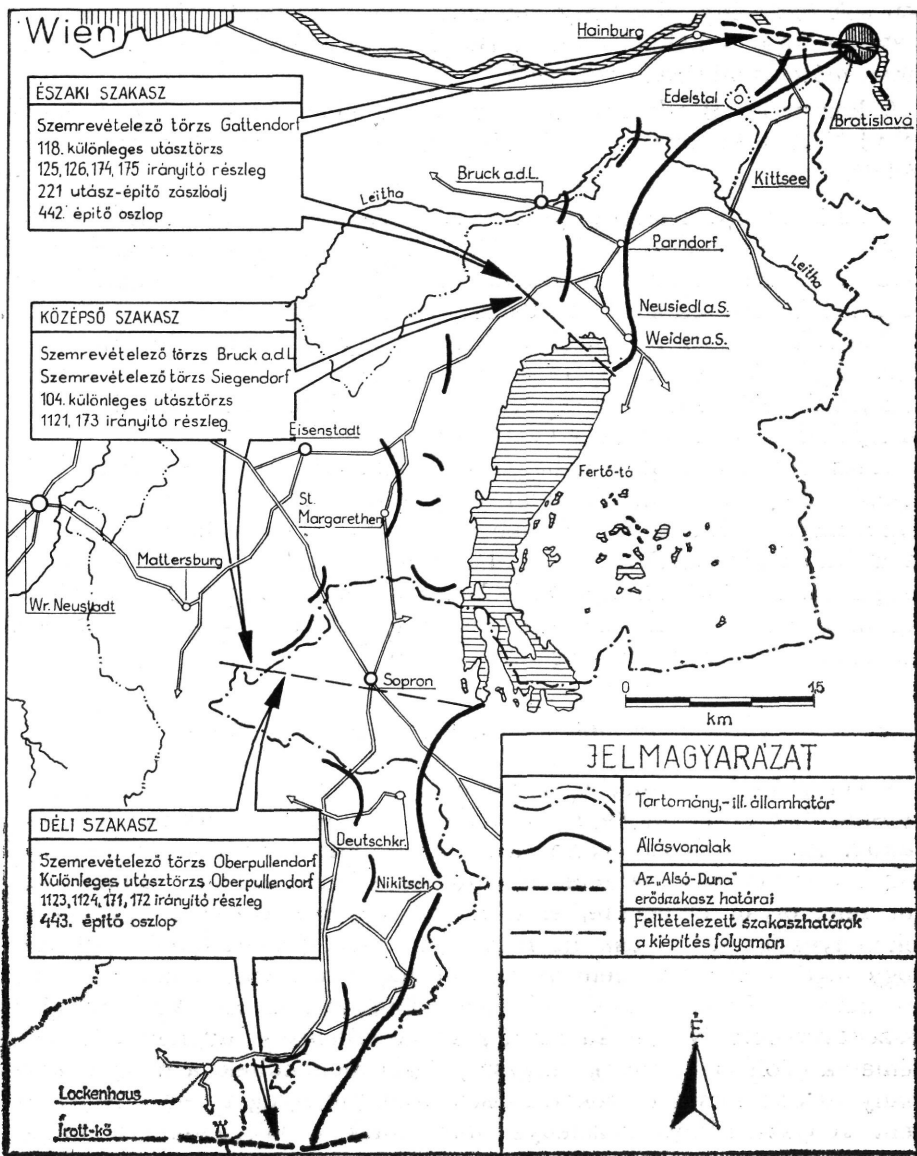 Wien
Hainburg
Edelstal
Bratislava
Kittsee
ÉSZAKI SZAKASZ
Szemrevételező törzs Gattendorf
118. különleges utásztörzs
125, 126, 174, 175 irányító részleg
221 utász-építő zászlóalj
442. építő oszlop
Leitha
Bruck a.d.L.
Parndorf
Leitha
Neusiedl a.S.
Weiden a.S.
KÖZÉPSŐ SZAKASZ
Szemrevételező törzs Bruck a.d.L
Szemrevételező törzs Siegendorf
104. különleges utásztörzs
1121, 173 irányító részleg
Eisenstadt
Fertő-tó
St.
Margarethen
Mattersburg
Wr. Neustadt
Sopron
0 15
km
DÉLI SZAKASZ
Szemrevételező törzs Oberpullendorf
Különleges utásztörzs Oberpullendorf
1123, 1124, 171, 172 irányító részleg
443. építő oszlop
Deutschkr.
Nikitsch
Lockenhaus
Írott-kő
JELMAGYARÁZAT
Tartomány,- ill. államhatár
Állásvonalak
Az „Alsó-Duna"
erődszakasz határai
Feltételezett szakaszhatárok
a kiépítés folyamán
É